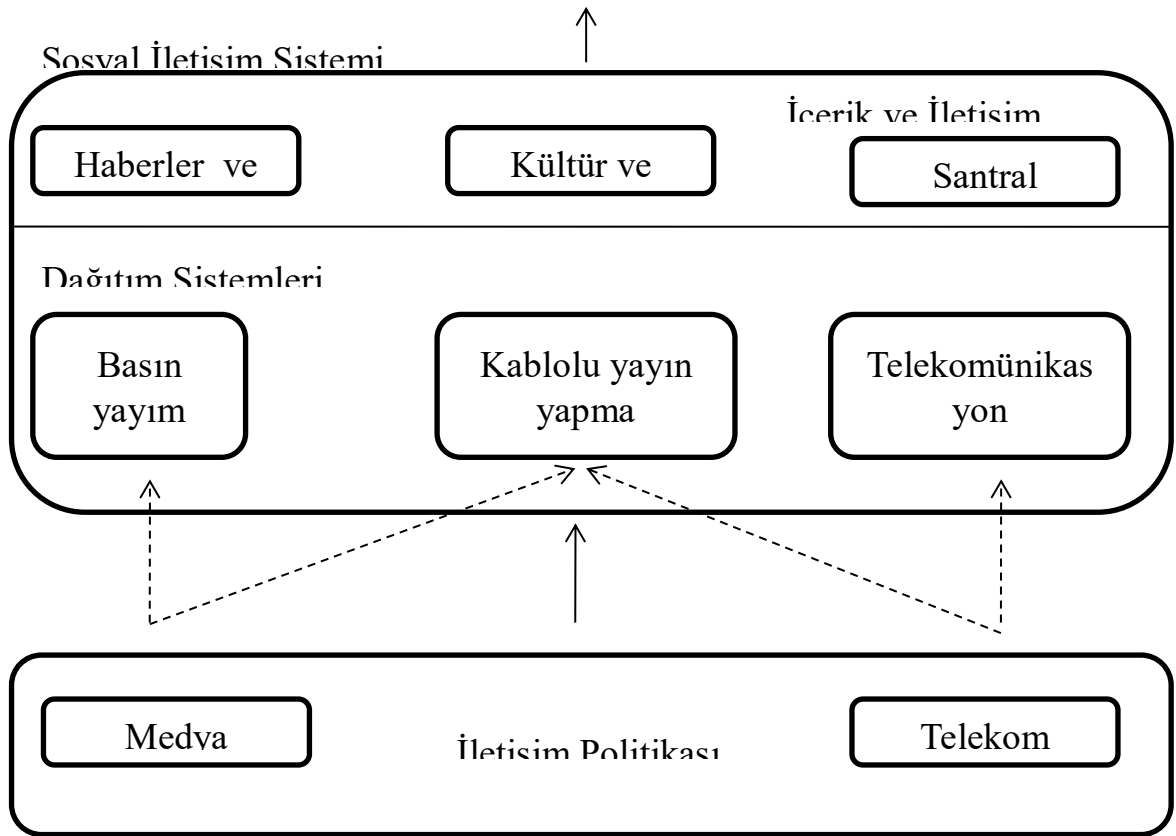 Sosyal İletişim Sistemi
İçerik ve İletişim
Haberler ve
Kültür ve
Santral
Dağıtım Sistemleri
Basın
yayım
Kablolu yayın
yapma
Telekomünikas
yon
Medya
İletişim Politikası
Telekom